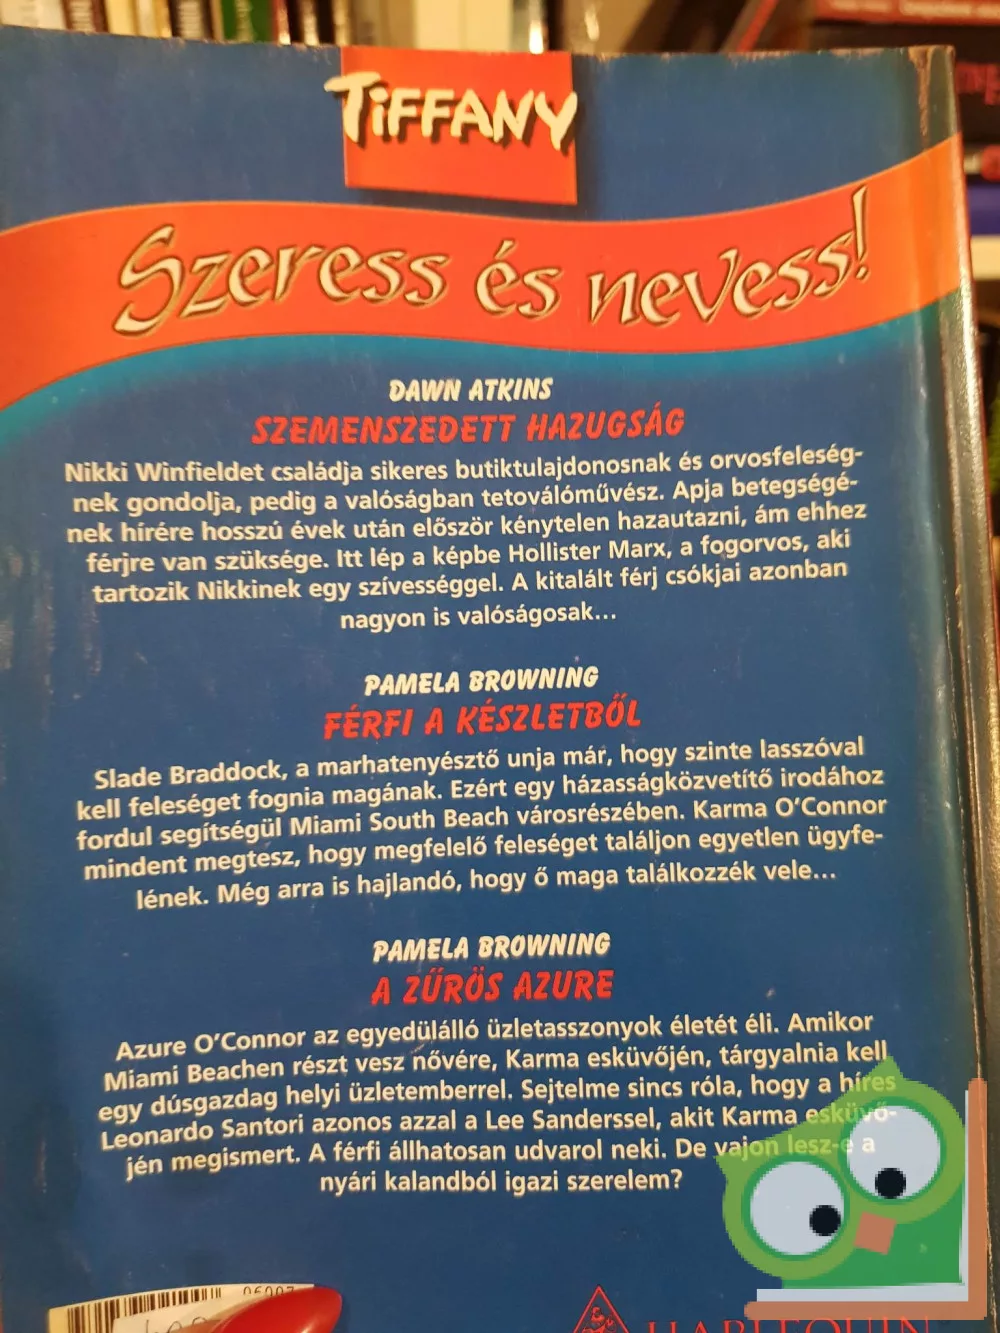 TiFFANY
Szeress és nevess!
DAWN ATKINS
SZEMENSZEDETT HAZUGSÁG
Nikki Winfieldet családja sikeres butiktulajdonosnak és orvosfeleség-
nek gondolja, pedig a valóságban tetoválóművész. Apja betegségé-
nek hírére hosszú évek után először kénytelen hazautazni, ám ehhez
férjre van szüksége. Itt lép a képbe Hollister Marx, a fogorvos, aki
tartozik Nikkinek egy szívességgel. A kitalált férj csókjai azonban
nagyon is valóságosak...
PAMELA BROWNING
FÉRFI A KÉSZLETBŐL
Slade Braddock, a marhatenyésztő unja már, hogy szinte lasszóval
kell feleséget fognia magának. Ezért egy házasságközvetítő irodához
fordul segítségül Miami South Beach városrészében. Karma O'Connor
mindent megtesz, hogy megfelelő feleséget találjon egyetlen ügyfe-
lének. Még arra is hajlandó, hogy ő maga találkozzék vele...
PAMELA BROWNING
A ZŰRÖS AZURE
Azure O'Connor az egyedülálló üzletasszonyok életét éli. Amikor
Miami Beachen részt vesz nővére, Karma esküvőjén, tárgyalnia kell
egy dúsgazdag helyi üzletemberrel. Sejtelme sincs róla, hogy a híres
Leonardo Santori azonos azzal a Lee Sanderssel, akit Karma esküvő-
jén megismert. A férfi állhatosan udvarol neki. De vajon lesz-e a
nyári kalandból igazi szerelem?
HARLEQUIN